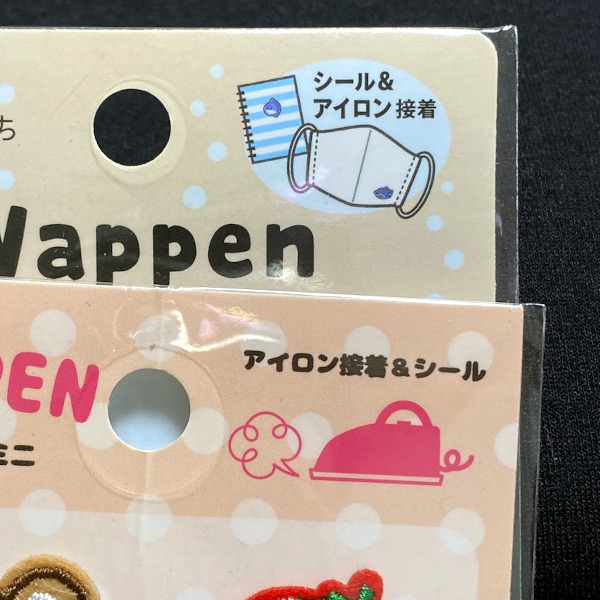 シール&
アイロン接着
ち
Wappen
アイロン接着&シール
PEN
ミニ